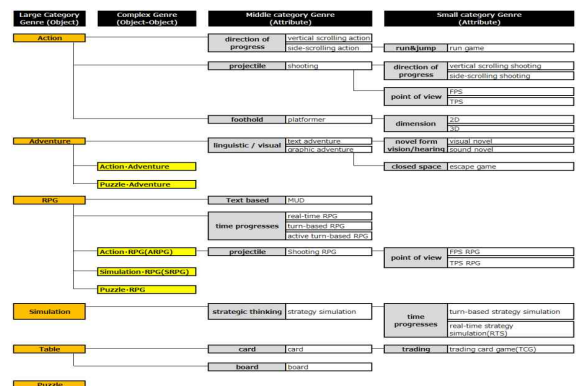 Large Category Genre (Object)
Complex Genre (Object-Object)
Middle category Genre (Attribute)
Small category Genre (Attribute)
Action
direction of progress
vertical scrolling action
side-scrolling action
run&jump
run game
projectile
shooting
direction of progress
vertical scrolling shooting
side-scrolling shooting
point of view
FPS
TPS
foothold
platformer
dimension
2D
3D
Adventure
linguistic / visual
text adventure
graphic adventure
novel form
visual novel
vision/hearing
sound novel
Action·Adventure
closed space
escape game
Puzzle·Adventure
RPG
Text based
MUD
time progresses
real-time RPG
turn-based RPG
active turn-based RPG
Action·RPG(ARPG)
projectile
Shooting RPG
point of view
FPS RPG
TPS RPG
Simulation·RPG(SRPG)
Puzzle·RPG
Simulation
strategic thinking
strategy simulation
time progresses
turn-based strategy simulation
real-time strategy simulation(RTS)
Table
card
card
trading
trading card game(TCG)
board
board
Puzzle